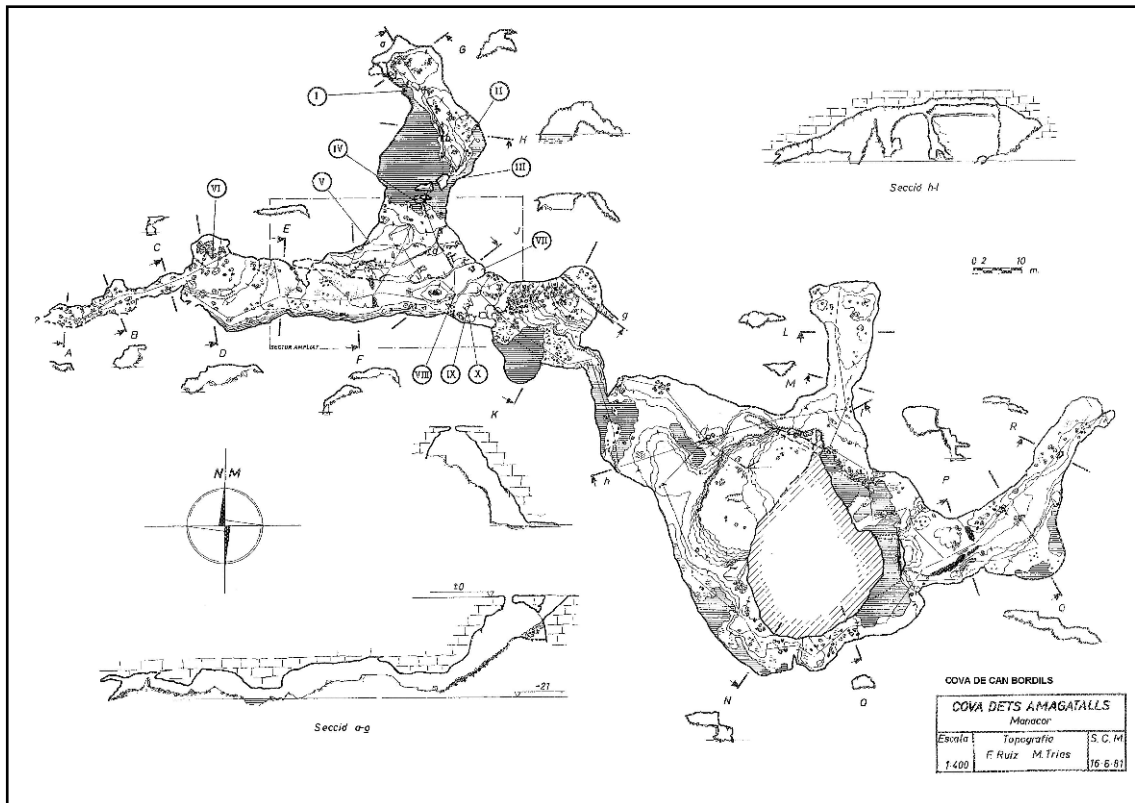 a
G
I
II
H
IV
III
V
VI
C
E
J
VII
g
A
B
D
SECTOR AMPLIAT
F
VIII
IX
X
K
Secció h-l
0 2 10 m.
L
M
R
h
P
N M
±0
-21
Secció a-g
N
O
Q
COVA DE CAN BORDILS
COVA DETS AMAGATALLS
Manacor
Escala
1:400
Topografia
F. Ruiz M. Trias
S. C. M.
16-6-81